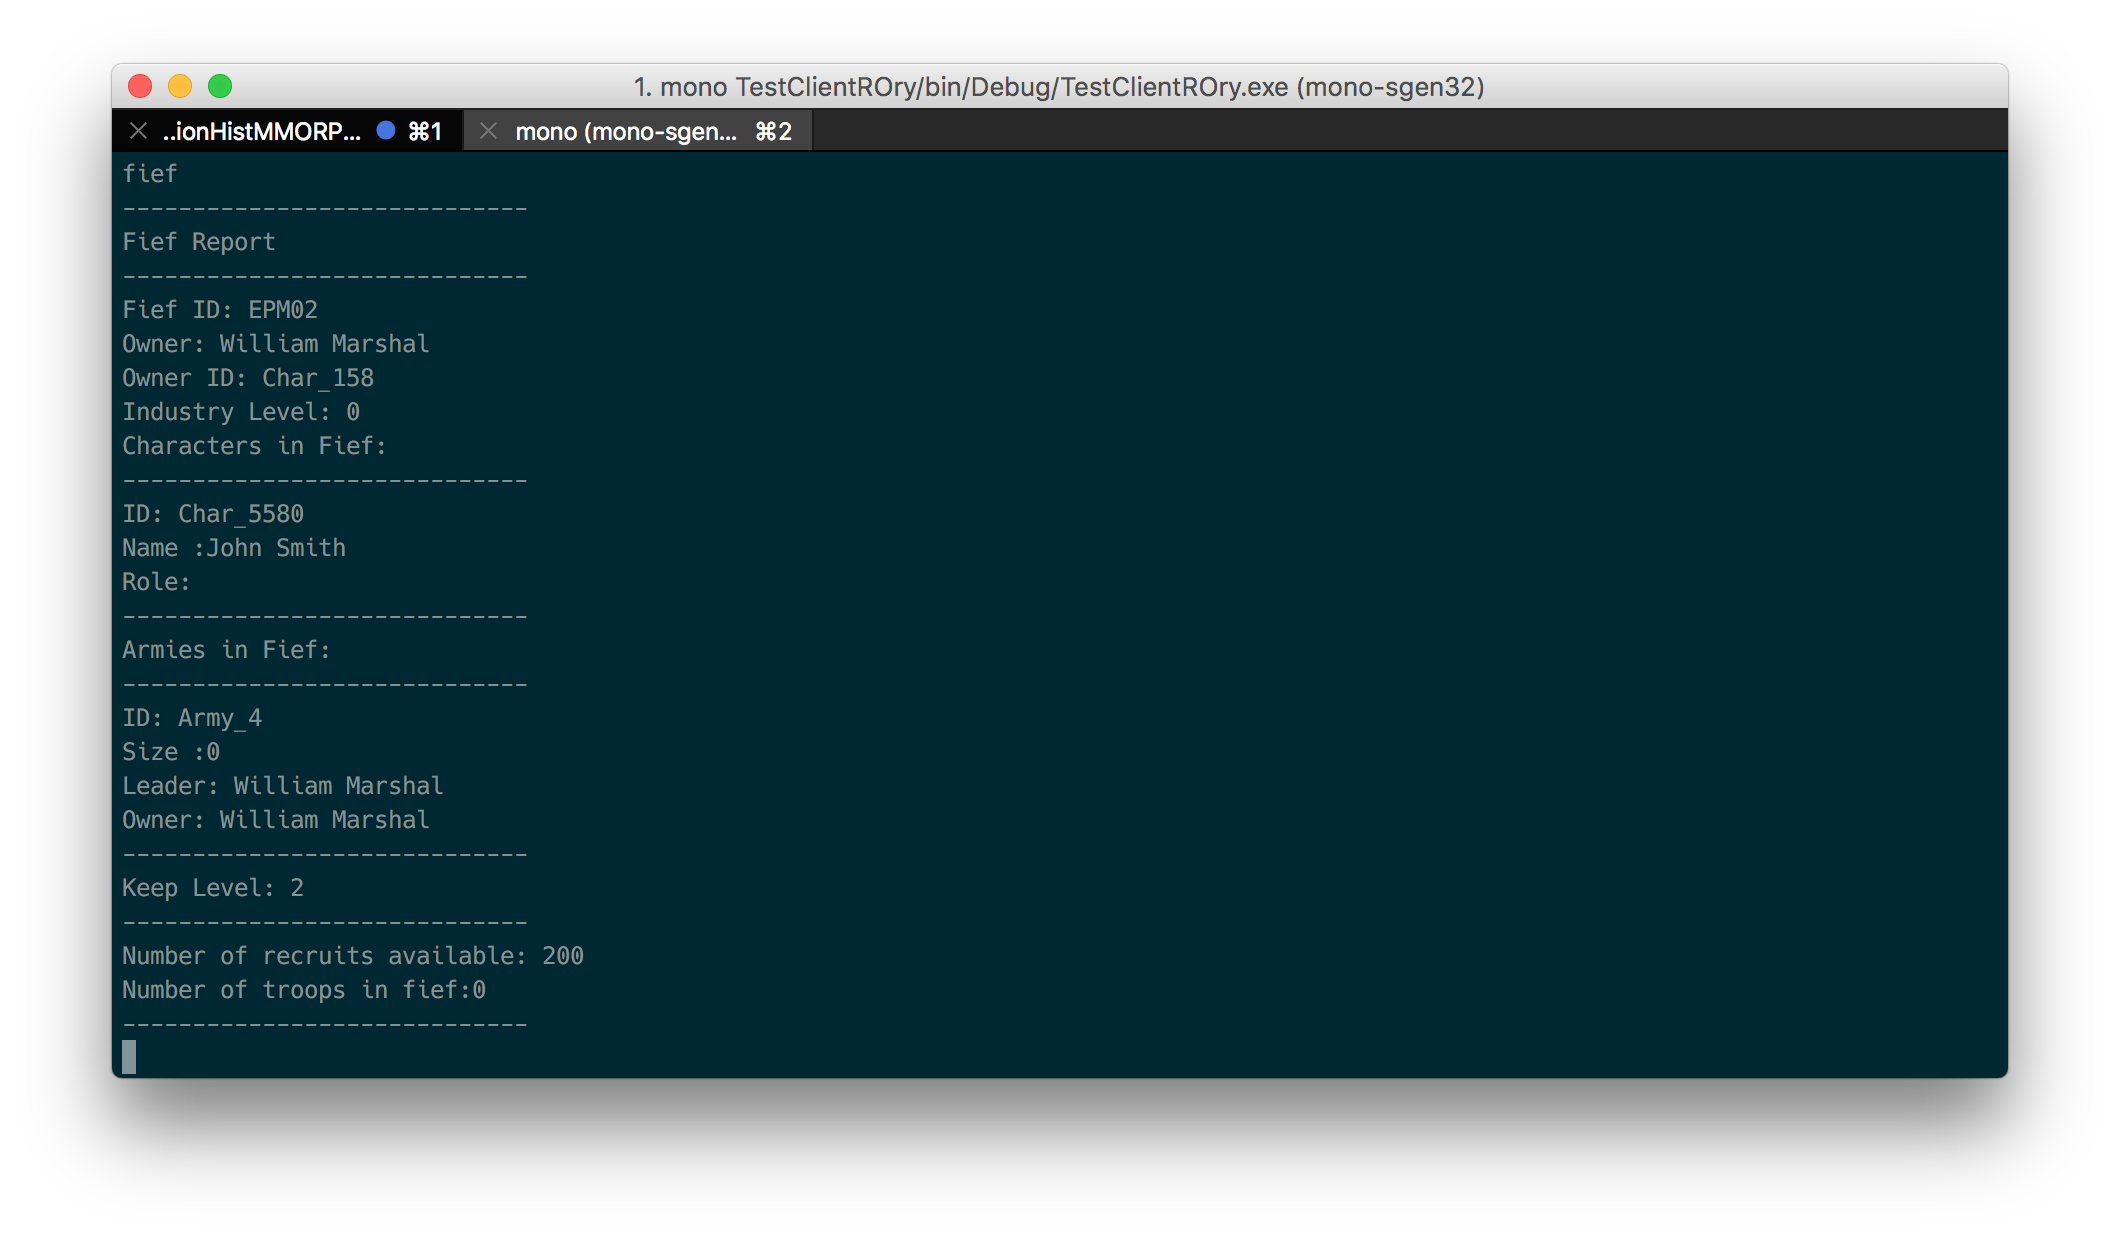 1. mono TestClientROry/bin/Debug/TestClientROry.exe (mono-sgen32)
..ionHistMMORP... ⌘1 mono (mono-sgen... ⌘2
fief
-----------------------------
Fief Report
-----------------------------
Fief ID: EPM02
Owner: William Marshal
Owner ID: Char_158
Industry Level: 0
Characters in Fief:
-----------------------------
ID: Char_5580
Name :John Smith
Role:
-----------------------------
Armies in Fief:
-----------------------------
ID: Army_4
Size :0
Leader: William Marshal
Owner: William Marshal
-----------------------------
Keep Level: 2
-----------------------------
Number of recruits available: 200
Number of troops in fief:0
-----------------------------